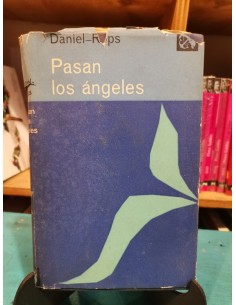 Daniel-Rops
Pasan
los ángeles